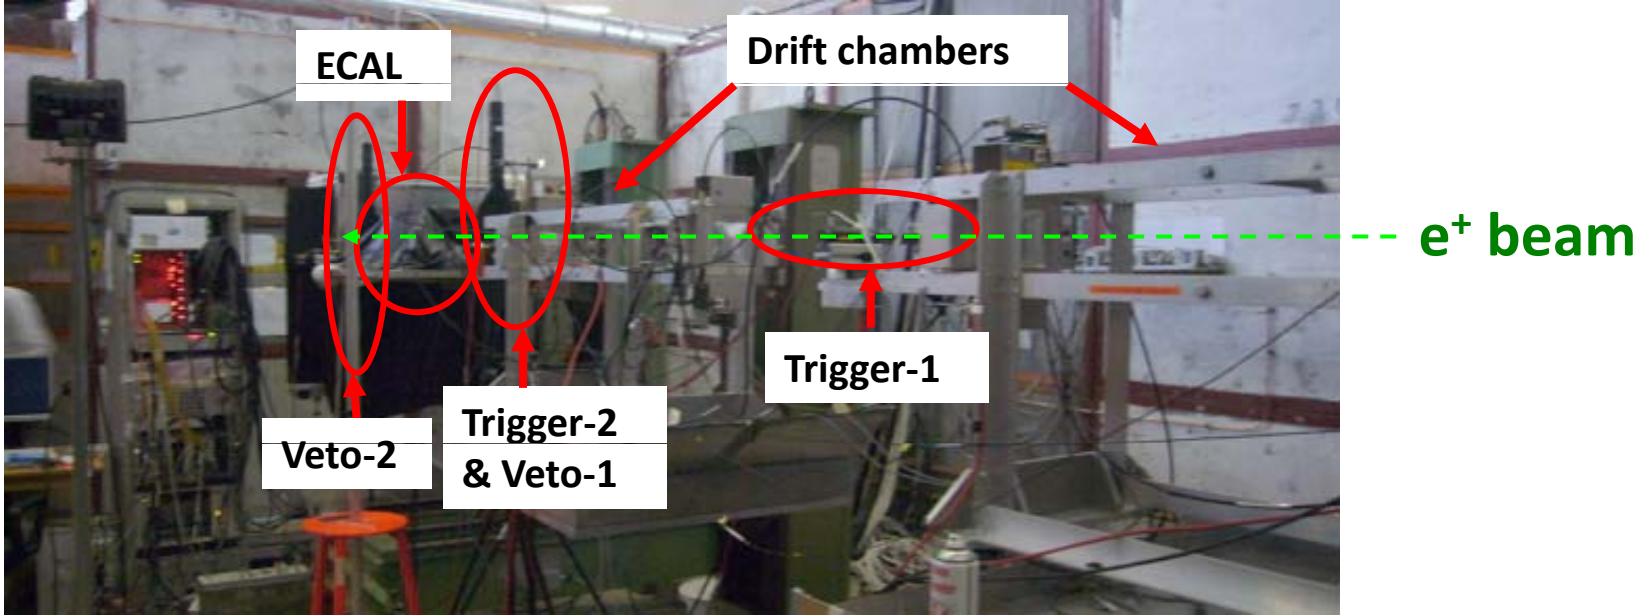 ECAL
Drift chambers
e⁺ beam
Trigger-1
Trigger-2
& Veto-1
Veto-2